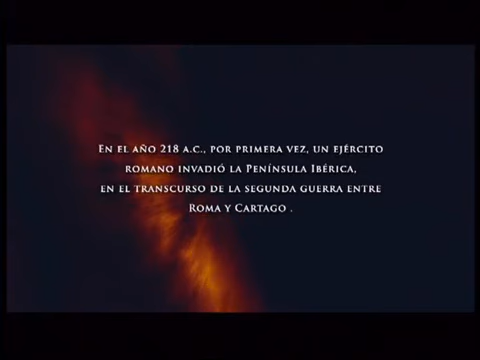 En el año 218 a.c., por primera vez, un ejército
romano invadió la Península Ibérica,
en el transcurso de la segunda guerra entre
Roma y Cartago .